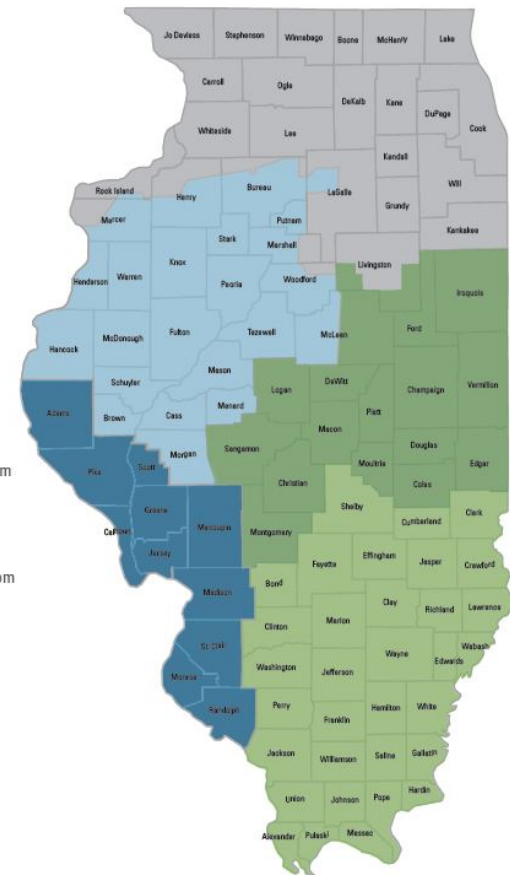 Jo Daviess
Stephenson
Winnebago
Boone
McHenry
Lake
Carroll
Ogle
DeKalb
Kane
DuPage
Cook
Whiteside
Lee
Kendall
Will
Rock Island
Henry
Bureau
LaSalle
Grundy
Kankakee
Mercer
Putnam
Stark
Marshall
Livingston
Knox
Henderson
Warren
Peoria
Woodford
Iroquois
Ford
McDonough
Fulton
Tazewell
McLean
Hancock
Mason
Schuyler
Logan
DeWitt
Champaign
Vermilion
Adams
Brown
Cass
Menard
Piatt
Macon
Morgan
Sangamon
Douglas
Pike
Scott
Moultrie
Edgar
om
Christian
Coles
Shelby
Greene
Macoupin
Clark
Calhoun
Montgomery
Cumberland
Jersey
Effingham
Jasper
Crawford
Fayette
om
Madison
Bond
Clay
Richland
Lawrence
Clinton
Marion
St Clair
Wayne
Edwards
Wabash
Washington
Jefferson
Monroe
Randolph
Perry
Hamilton
White
Franklin
Jackson
Williamson
Saline
Gallatin
Union
Johnson
Pope
Hardin
Alexander
Pulaski
Massac